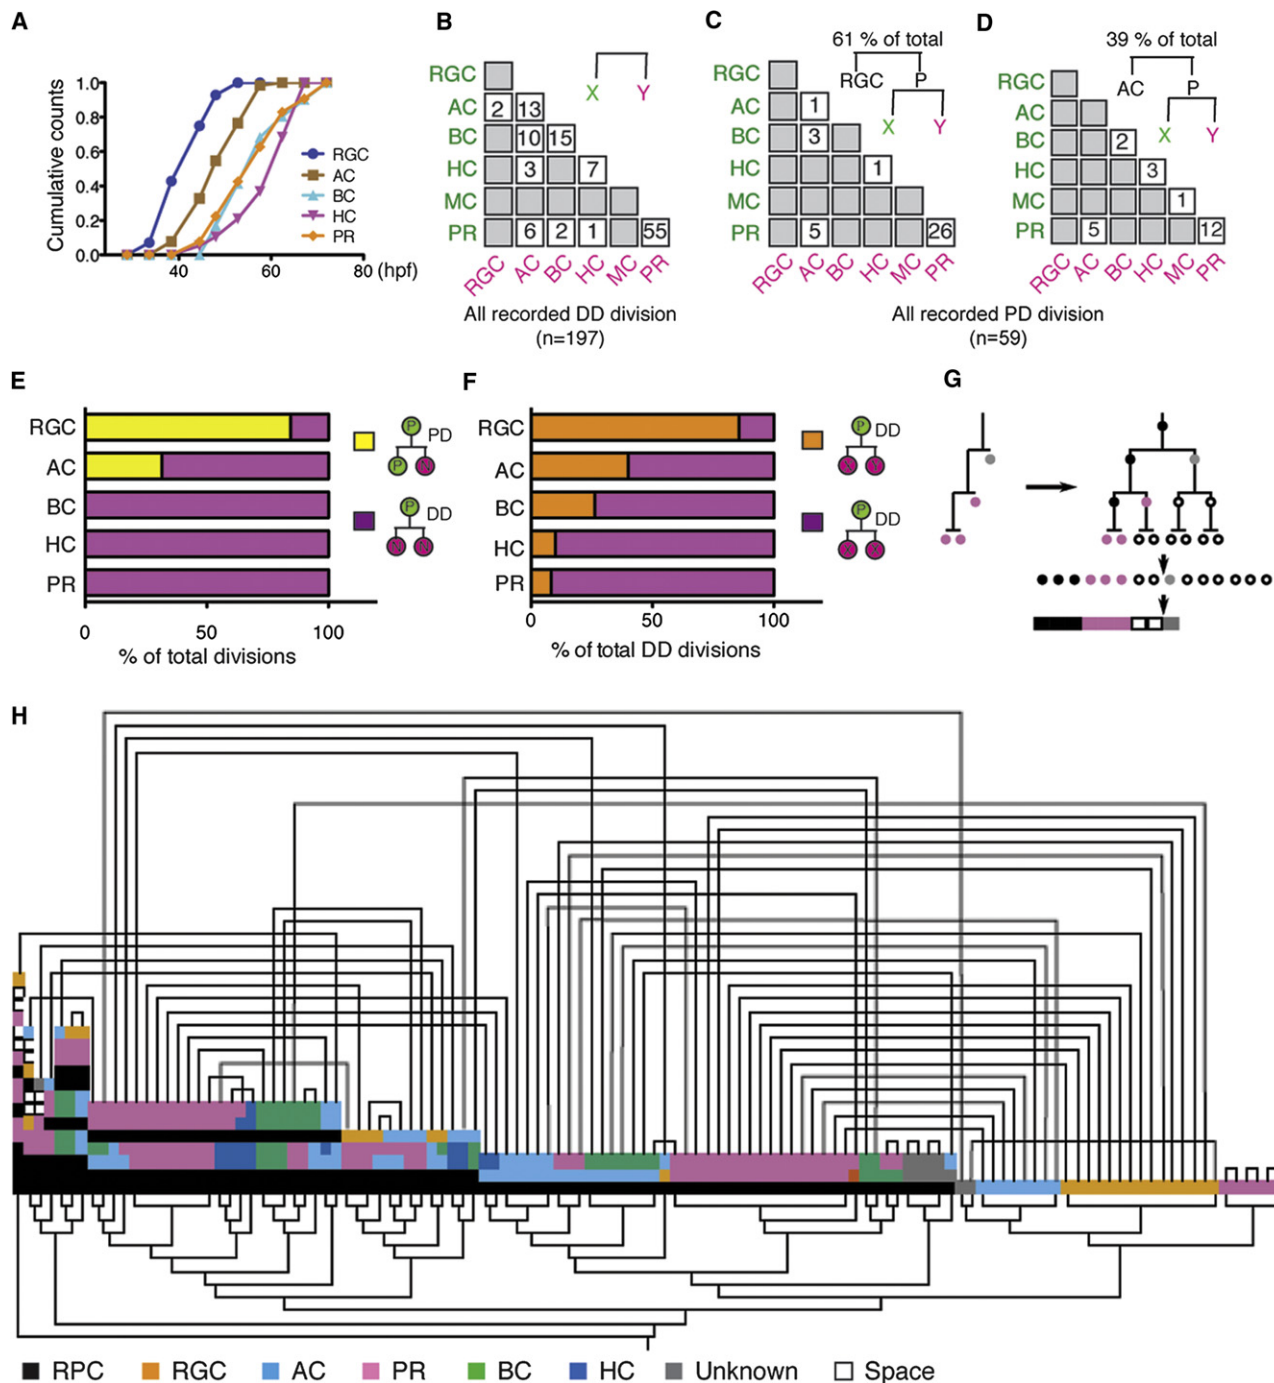 A
Cumulative counts
1.0
0.8
0.6
0.4
0.2
0.0
40
60
80 (hpf)
RGC
AC
BC
HC
PR
B
RGC
AC 2 13
BC 10 15
HC 3 7
MC
PR 6 2 1 55
RGC AC BC HC MC PR
X Y
All recorded DD division
(n=197)
C
61 % of total
RGC P
X Y
RGC
AC 1
BC 3
HC 1
MC
PR 5 26
RGC AC BC HC MC PR
D
39 % of total
AC P
X Y
RGC
AC
BC 2
HC 3
MC 1
PR 5 12
RGC AC BC HC MC PR
All recorded PD division
(n=59)
E
RGC
AC
BC
HC
PR
0 50 100
% of total divisions
P PD
P N
P DD
N N
F
RGC
AC
BC
HC
PR
0 50 100
% of total DD divisions
P DD
P DD
G
H
RPC RGC AC PR BC HC Unknown Space